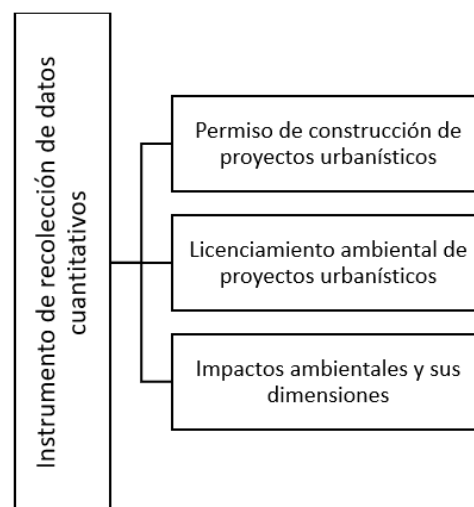 Instrumento de recolección de datos
cuantitativos
Permiso de construcción de
proyectos urbanísticos
Licenciamiento ambiental de
proyectos urbanísticos
Impactos ambientales y sus
dimensiones